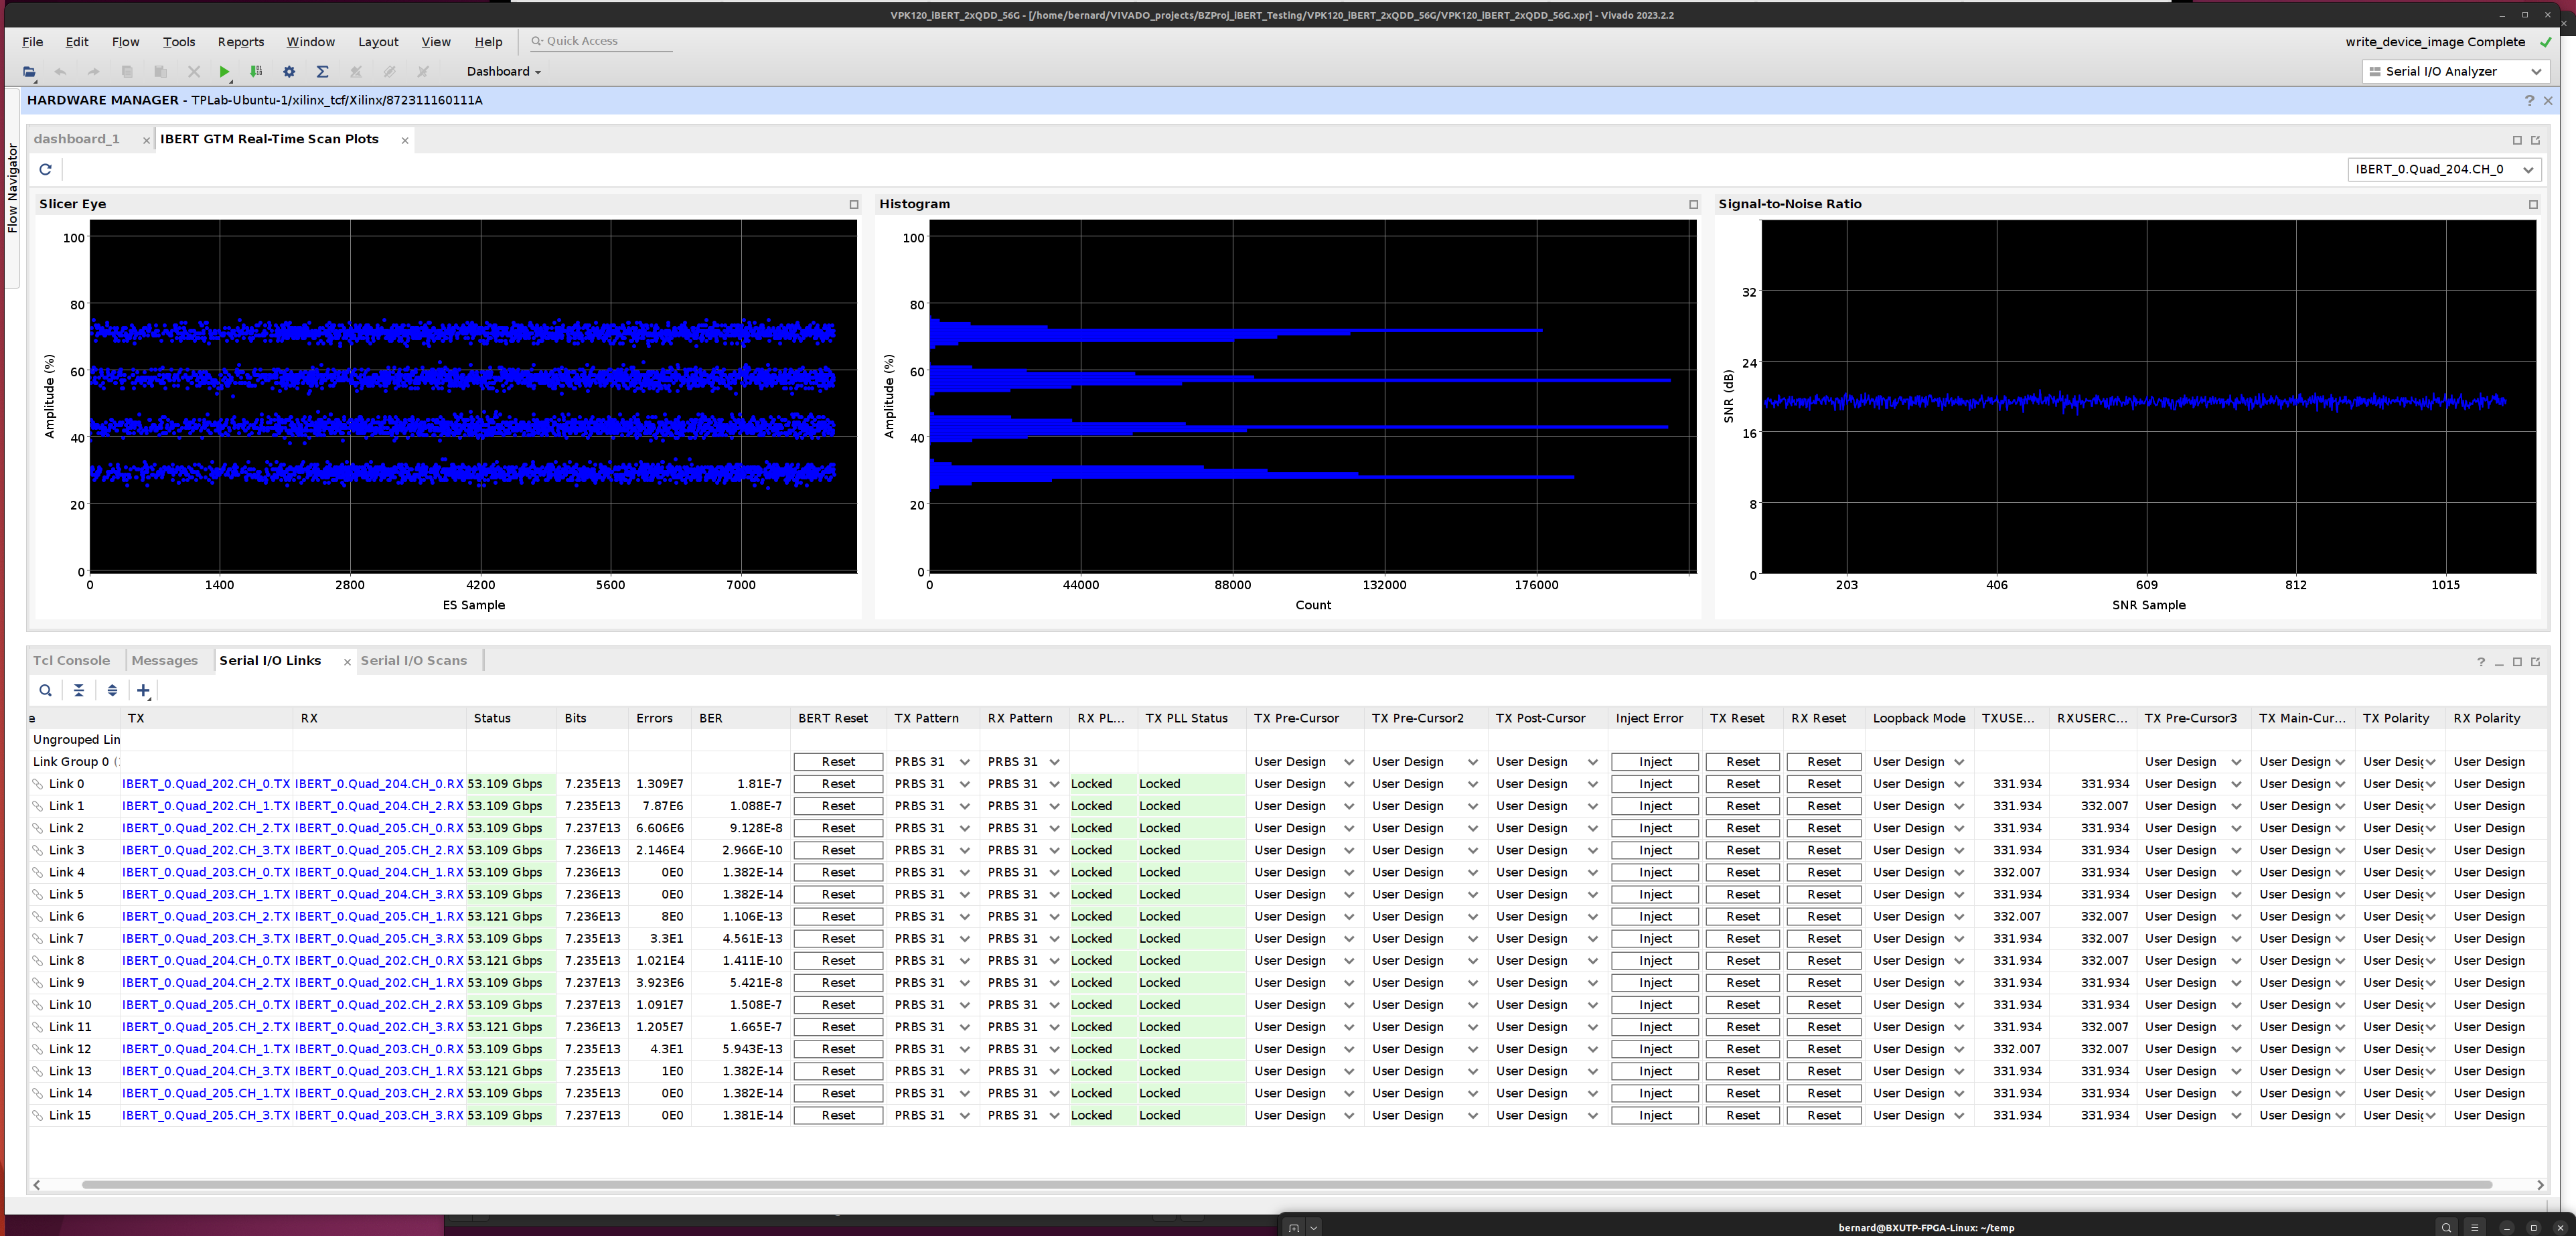 VPK120_iBERT_2xQDD_56G - [/home/bernard/VIVADO_projects/BZProj_iBERT_Testing/VPK120_iBERT_2xQDD_56G/VPK120_iBERT_2xQDD_56G.xpr] - Vivado 2023.2.2
File Edit Flow Tools Reports Window Layout View Help Quick Access write_device_image Complete
Dashboard Serial I/O Analyzer
HARDWARE MANAGER - TPLab-Ubuntu-1/xilinx_tcf/Xilinx/872311160111A
Flow Navigator
dashboard_1 IBERT GTM Real-Time Scan Plots
IBERT_0.Quad_204.CH_0
Slicer Eye
Amplitude (%)
100
80
60
40
20
0
0 1400 2800 4200 5600 7000
ES Sample
Histogram
Amplitude (%)
100
80
60
40
20
0
0 44000 88000 132000 176000
Count
Signal-to-Noise Ratio
SNR (dB)
32
24
16
8
0
203 406 609 812 1015
SNR Sample
Tcl Console Messages Serial I/O Links Serial I/O Scans
e TX RX Status Bits Errors BER BERT Reset TX Pattern RX Pattern RX PL... TX PLL Status TX Pre-Cursor TX Pre-Cursor2 TX Post-Cursor Inject Error TX Reset RX Reset Loopback Mode TXUSE... RXUSERC... TX Pre-Cursor3 TX Main-Cur... TX Polarity RX Polarity
Ungrouped Lin
Link Group 0 (: Reset PRBS 31 PRBS 31 User Design User Design User Design Inject Reset Reset User Design User Design User Design User Desig User Design
Link 0 IBERT_0.Quad_202.CH_0.TX IBERT_0.Quad_204.CH_0.RX 53.109 Gbps 7.235E13 1.309E7 1.81E-7 Reset PRBS 31 PRBS 31 Locked Locked User Design User Design User Design Inject Reset Reset User Design 331.934 331.934 User Design User Design User Desig User Design
Link 1 IBERT_0.Quad_202.CH_1.TX IBERT_0.Quad_204.CH_2.RX 53.109 Gbps 7.235E13 7.87E6 1.088E-7 Reset PRBS 31 PRBS 31 Locked Locked User Design User Design User Design Inject Reset Reset User Design 331.934 332.007 User Design User Design User Desig User Design
Link 2 IBERT_0.Quad_202.CH_2.TX IBERT_0.Quad_205.CH_0.RX 53.109 Gbps 7.237E13 6.606E6 9.128E-8 Reset PRBS 31 PRBS 31 Locked Locked User Design User Design User Design Inject Reset Reset User Design 331.934 331.934 User Design User Design User Desig User Design
Link 3 IBERT_0.Quad_202.CH_3.TX IBERT_0.Quad_205.CH_2.RX 53.109 Gbps 7.237E13 2.146E4 2.966E-10 Reset PRBS 31 PRBS 31 Locked Locked User Design User Design User Design Inject Reset Reset User Design 331.934 331.934 User Design User Design User Desig User Design
Link 4 IBERT_0.Quad_203.CH_0.TX IBERT_0.Quad_204.CH_1.RX 53.109 Gbps 7.236E13 0E0 1.382E-14 Reset PRBS 31 PRBS 31 Locked Locked User Design User Design User Design Inject Reset Reset User Design 332.007 331.934 User Design User Design User Desig User Design
Link 5 IBERT_0.Quad_203.CH_1.TX IBERT_0.Quad_204.CH_3.RX 53.109 Gbps 7.236E13 0E0 1.382E-14 Reset PRBS 31 PRBS 31 Locked Locked User Design User Design User Design Inject Reset Reset User Design 331.934 331.934 User Design User Design User Desig User Design
Link 6 IBERT_0.Quad_203.CH_2.TX IBERT_0.Quad_205.CH_1.RX 53.121 Gbps 7.236E13 8E0 1.106E-13 Reset PRBS 31 PRBS 31 Locked Locked User Design User Design User Design Inject Reset Reset User Design 332.007 332.007 User Design User Design User Desig User Design
Link 7 IBERT_0.Quad_203.CH_3.TX IBERT_0.Quad_205.CH_3.RX 53.109 Gbps 7.235E13 3.3E1 4.561E-13 Reset PRBS 31 PRBS 31 Locked Locked User Design User Design User Design Inject Reset Reset User Design 331.934 332.007 User Design User Design User Desig User Design
Link 8 IBERT_0.Quad_204.CH_0.TX IBERT_0.Quad_202.CH_0.RX 53.121 Gbps 7.235E13 1.021E4 1.411E-10 Reset PRBS 31 PRBS 31 Locked Locked User Design User Design User Design Inject Reset Reset User Design 331.934 332.007 User Design User Design User Desig User Design
Link 9 IBERT_0.Quad_204.CH_2.TX IBERT_0.Quad_202.CH_1.RX 53.109 Gbps 7.237E13 3.923E6 5.421E-8 Reset PRBS 31 PRBS 31 Locked Locked User Design User Design User Design Inject Reset Reset User Design 331.934 331.934 User Design User Design User Desig User Design
Link 10 IBERT_0.Quad_205.CH_0.TX IBERT_0.Quad_202.CH_2.RX 53.109 Gbps 7.237E13 1.091E7 1.508E-7 Reset PRBS 31 PRBS 31 Locked Locked User Design User Design User Design Inject Reset Reset User Design 331.934 331.934 User Design User Design User Desig User Design
Link 11 IBERT_0.Quad_205.CH_2.TX IBERT_0.Quad_202.CH_3.RX 53.121 Gbps 7.236E13 1.205E7 1.665E-7 Reset PRBS 31 PRBS 31 Locked Locked User Design User Design User Design Inject Reset Reset User Design 331.934 332.007 User Design User Design User Desig User Design
Link 12 IBERT_0.Quad_204.CH_1.TX IBERT_0.Quad_203.CH_0.RX 53.109 Gbps 7.235E13 4.3E1 5.943E-13 Reset PRBS 31 PRBS 31 Locked Locked User Design User Design User Design Inject Reset Reset User Design 332.007 332.007 User Design User Design User Desig User Design
Link 13 IBERT_0.Quad_204.CH_3.TX IBERT_0.Quad_203.CH_1.RX 53.121 Gbps 7.235E13 1E0 1.382E-14 Reset PRBS 31 PRBS 31 Locked Locked User Design User Design User Design Inject Reset Reset User Design 331.934 331.934 User Design User Design User Desig User Design
Link 14 IBERT_0.Quad_205.CH_1.TX IBERT_0.Quad_203.CH_2.RX 53.109 Gbps 7.235E13 0E0 1.382E-14 Reset PRBS 31 PRBS 31 Locked Locked User Design User Design User Design Inject Reset Reset User Design 331.934 331.934 User Design User Design User Desig User Design
Link 15 IBERT_0.Quad_205.CH_3.TX IBERT_0.Quad_203.CH_3.RX 53.109 Gbps 7.237E13 0E0 1.381E-14 Reset PRBS 31 PRBS 31 Locked Locked User Design User Design User Design Inject Reset Reset User Design 331.934 331.934 User Design User Design User Desig User Design
bernard@BXUTP-FPGA-Linux: ~/temp